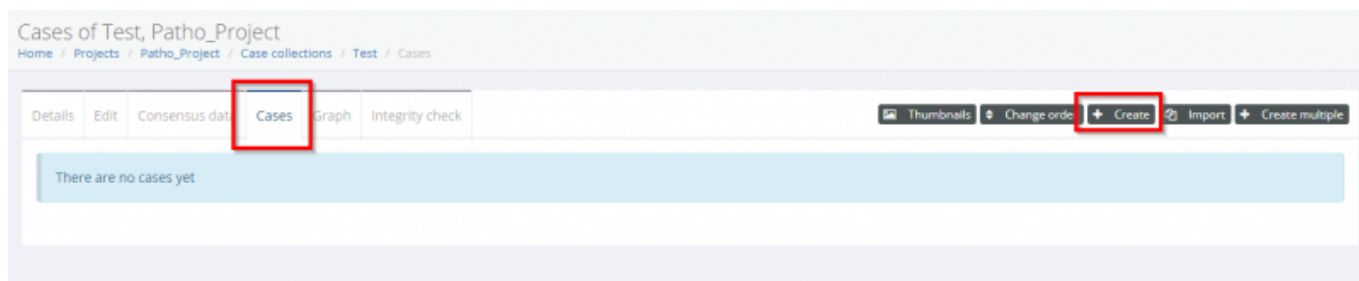 Cases of Test, Patho_Project
Home / Projects / Patho_Project / Case collections / Test / Cases
Details Edit Consensus data Cases Graph Integrity check Thumbnails Change order + Create Import + Create multiple
There are no cases yet